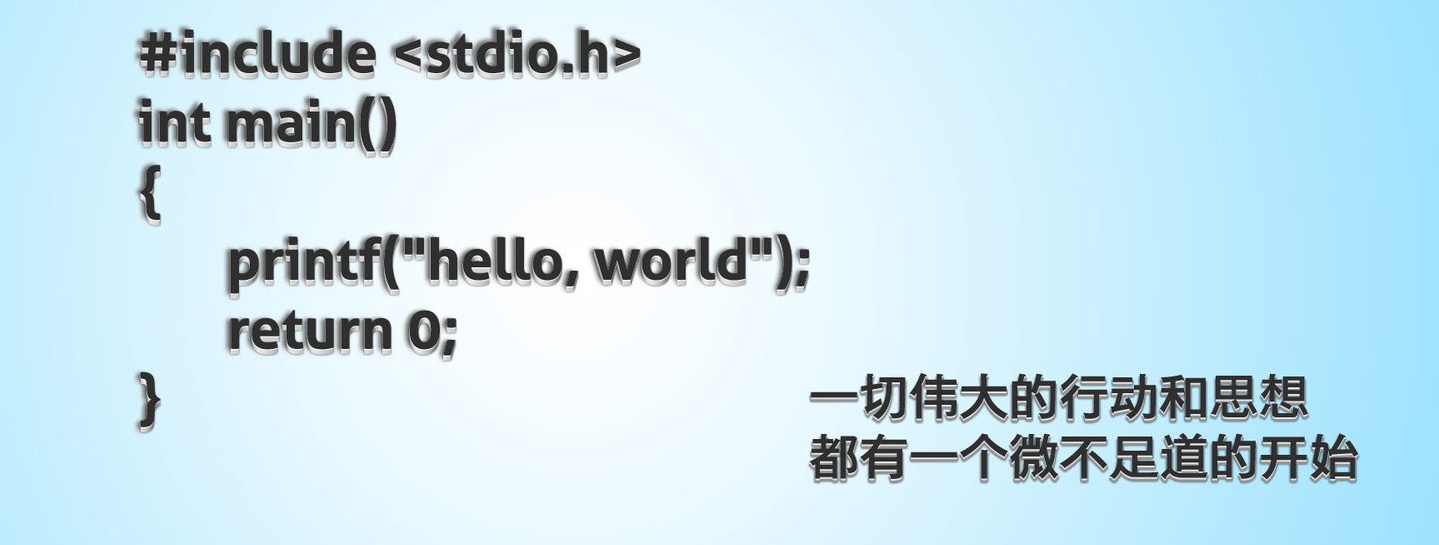 #include <stdio.h>
int main()
{
printf("hello, world");
return 0;
}
一切伟大的行动和思想
都有一个微不足道的开始